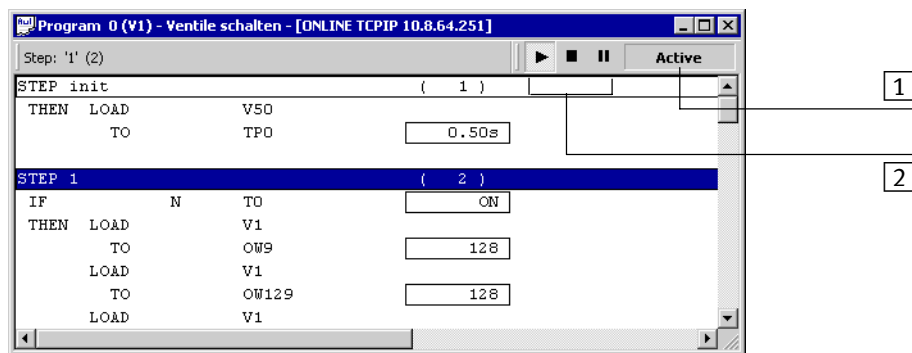 Program 0 (V1) - Ventile schalten - [ONLINE TCPIP 10.8.64.251]
Step: '1' (2) Active
STEP init ( 1 )
THEN LOAD V50
TO TP0 0.50s
STEP 1 ( 2 )
IF N T0 ON
THEN LOAD V1
TO OW9 128
LOAD V1
TO OW129 128
LOAD V1
1
2